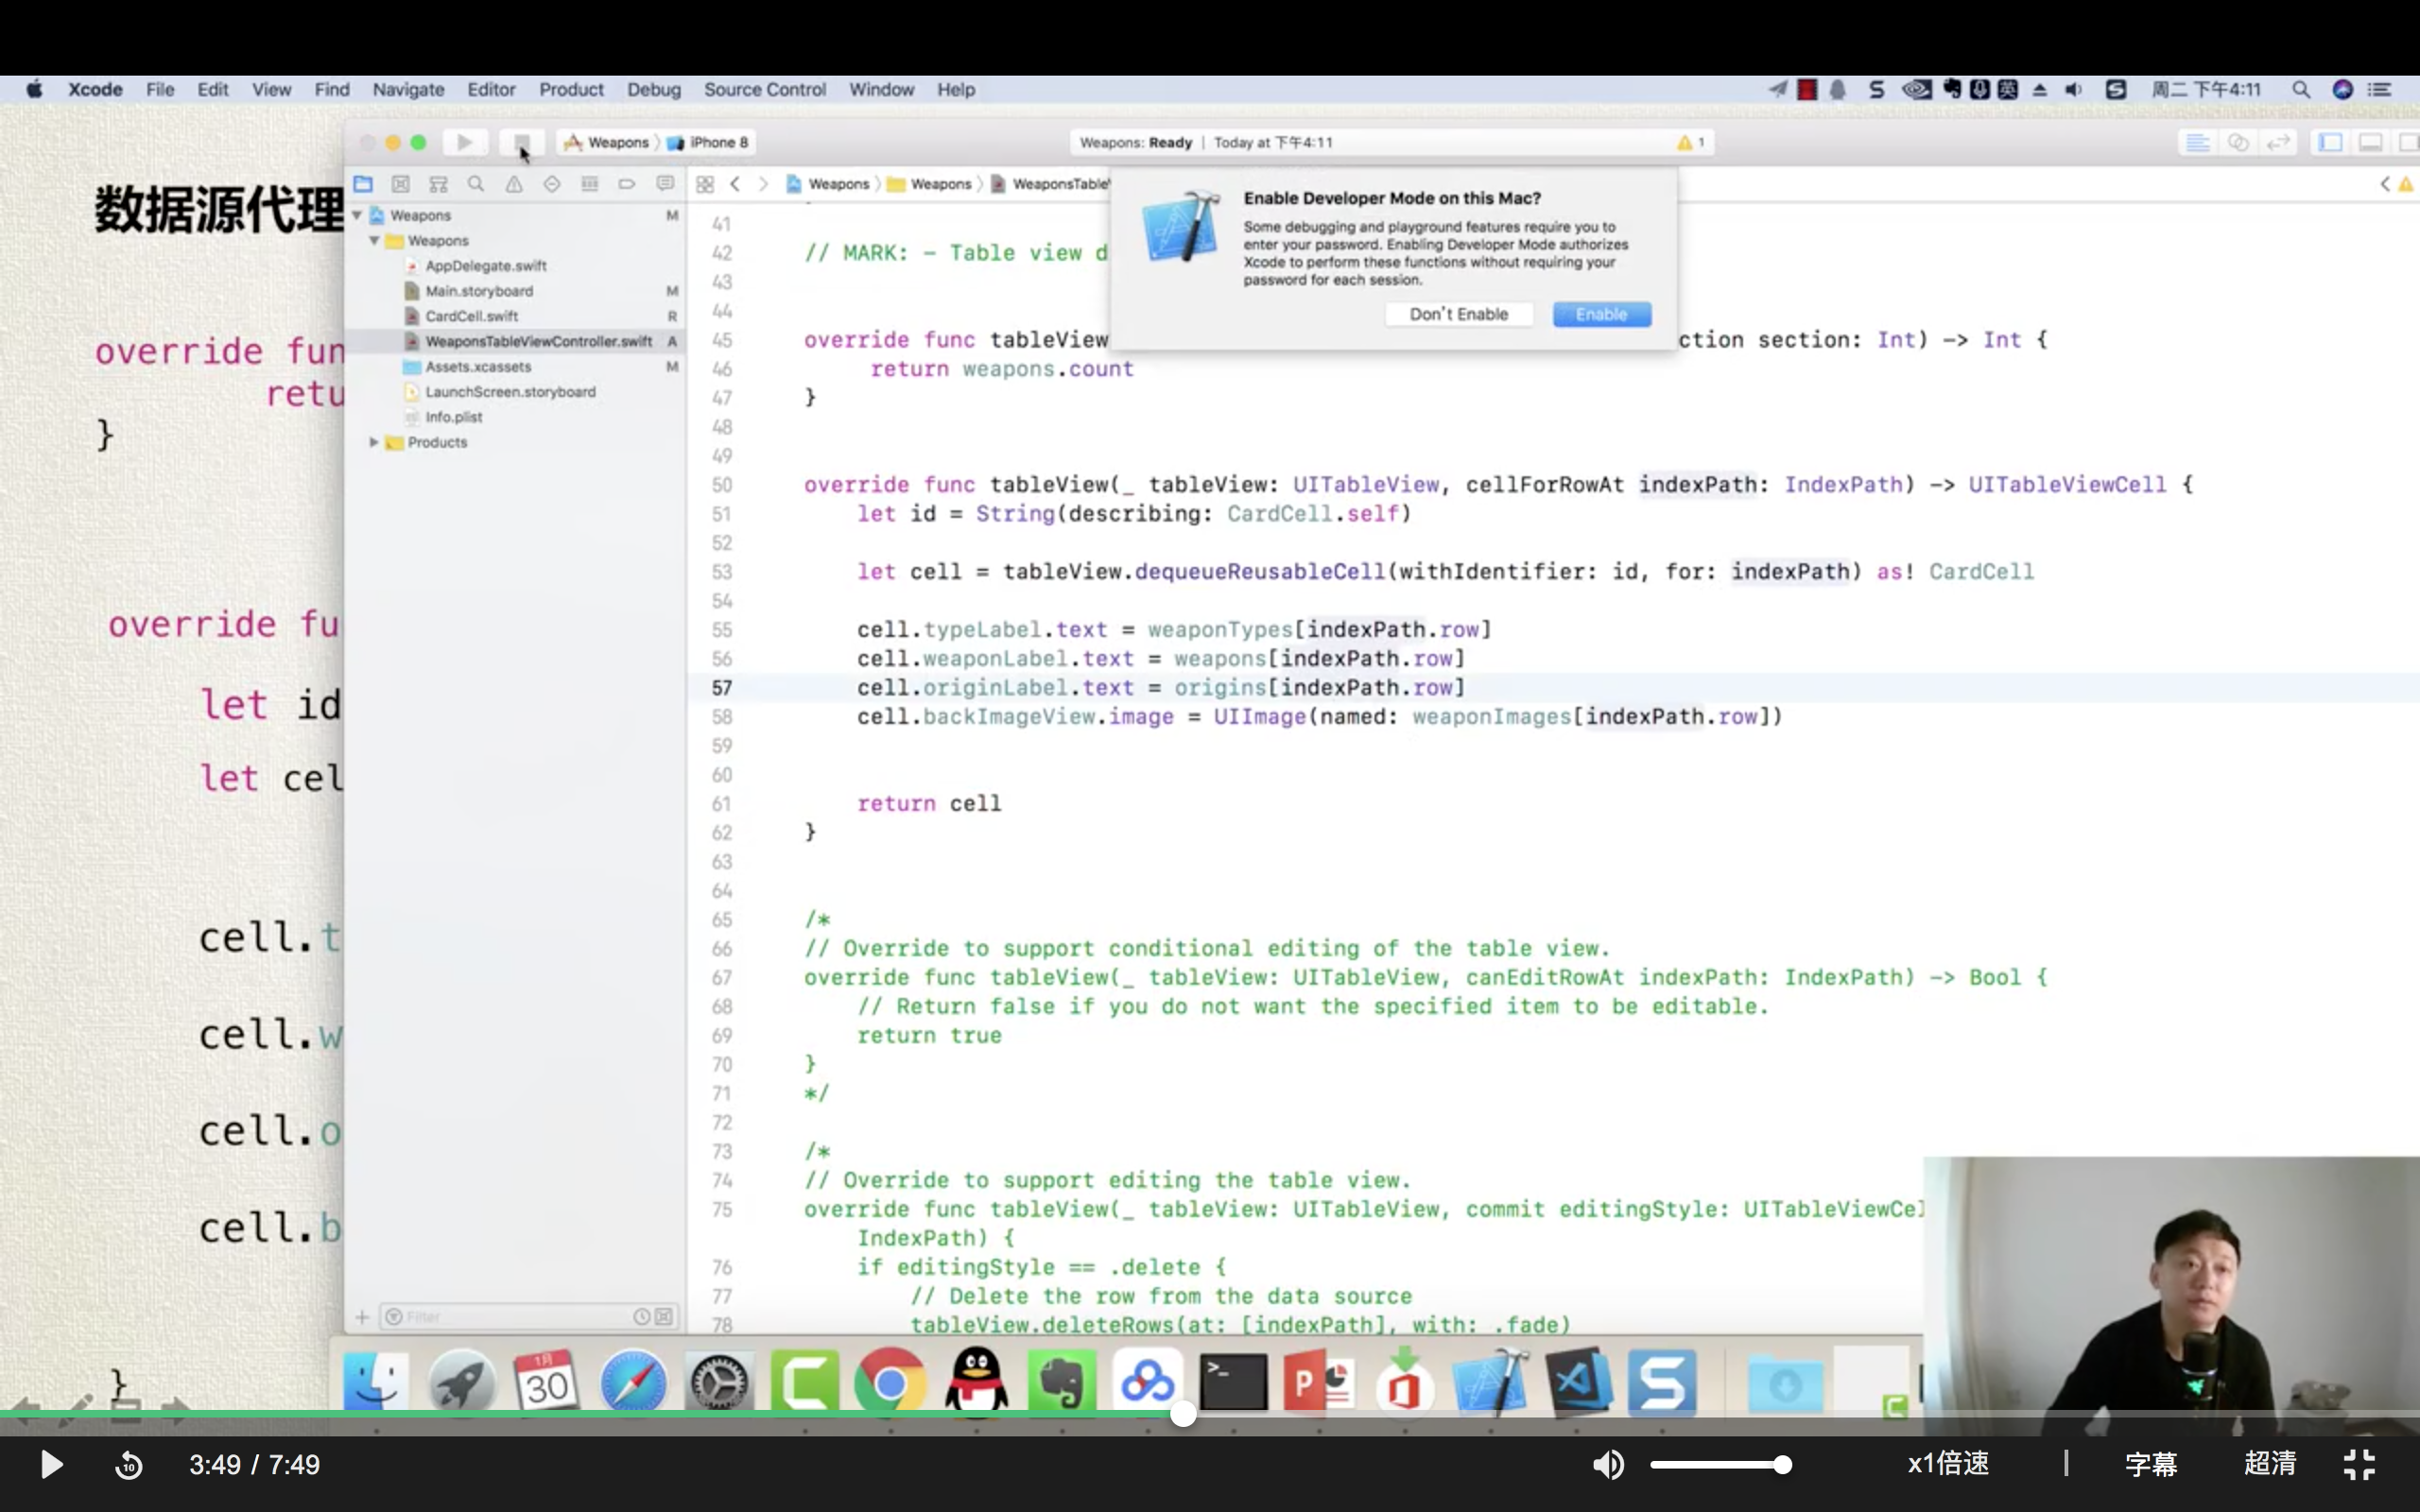 Xcode File Edit View Find Navigate Editor Product Debug Source Control Window Help
英 周二 下午4:11
Weapons iPhone 8
Weapons: Ready | Today at 下午4:11
1
数据源代理
override fun
retu
}
override fu
let id
let cel
cell.t
cell.w
cell.o
cell.b
}
Weapons M
Weapons
AppDelegate.swift
Main.storyboard M
CardCell.swift R
WeaponsTableViewController.swift A
Assets.xcassets M
LaunchScreen.storyboard
Info.plist
Products
Filter
Weapons Weapons WeaponsTable
Enable Developer Mode on this Mac?
Some debugging and playground features require you to
enter your password. Enabling Developer Mode authorizes
Xcode to perform these functions without requiring your
password for each session.
Don't Enable Enable
41
42 // MARK: - Table view d
43
44
45 override func tableView ction section: Int) -> Int {
46 return weapons.count
47 }
48
49
50 override func tableView(_ tableView: UITableView, cellForRowAt indexPath: IndexPath) -> UITableViewCell {
51 let id = String(describing: CardCell.self)
52
53 let cell = tableView.dequeueReusableCell(withIdentifier: id, for: indexPath) as! CardCell
54
55 cell.typeLabel.text = weaponTypes[indexPath.row]
56 cell.weaponLabel.text = weapons[indexPath.row]
57 cell.originLabel.text = origins[indexPath.row]
58 cell.backImageView.image = UIImage(named: weaponImages[indexPath.row])
59
60
61 return cell
62 }
63
64
65 /*
66 // Override to support conditional editing of the table view.
67 override func tableView(_ tableView: UITableView, canEditRowAt indexPath: IndexPath) -> Bool {
68 // Return false if you do not want the specified item to be editable.
69 return true
70 }
71 */
72
73 /*
74 // Override to support editing the table view.
75 override func tableView(_ tableView: UITableView, commit editingStyle: UITableViewCel
IndexPath) {
76 if editingStyle == .delete {
77 // Delete the row from the data source
78 tableView.deleteRows(at: [indexPath], with: .fade)
1月
30
10
3:49 / 7:49
x1倍速 | 字幕 超清